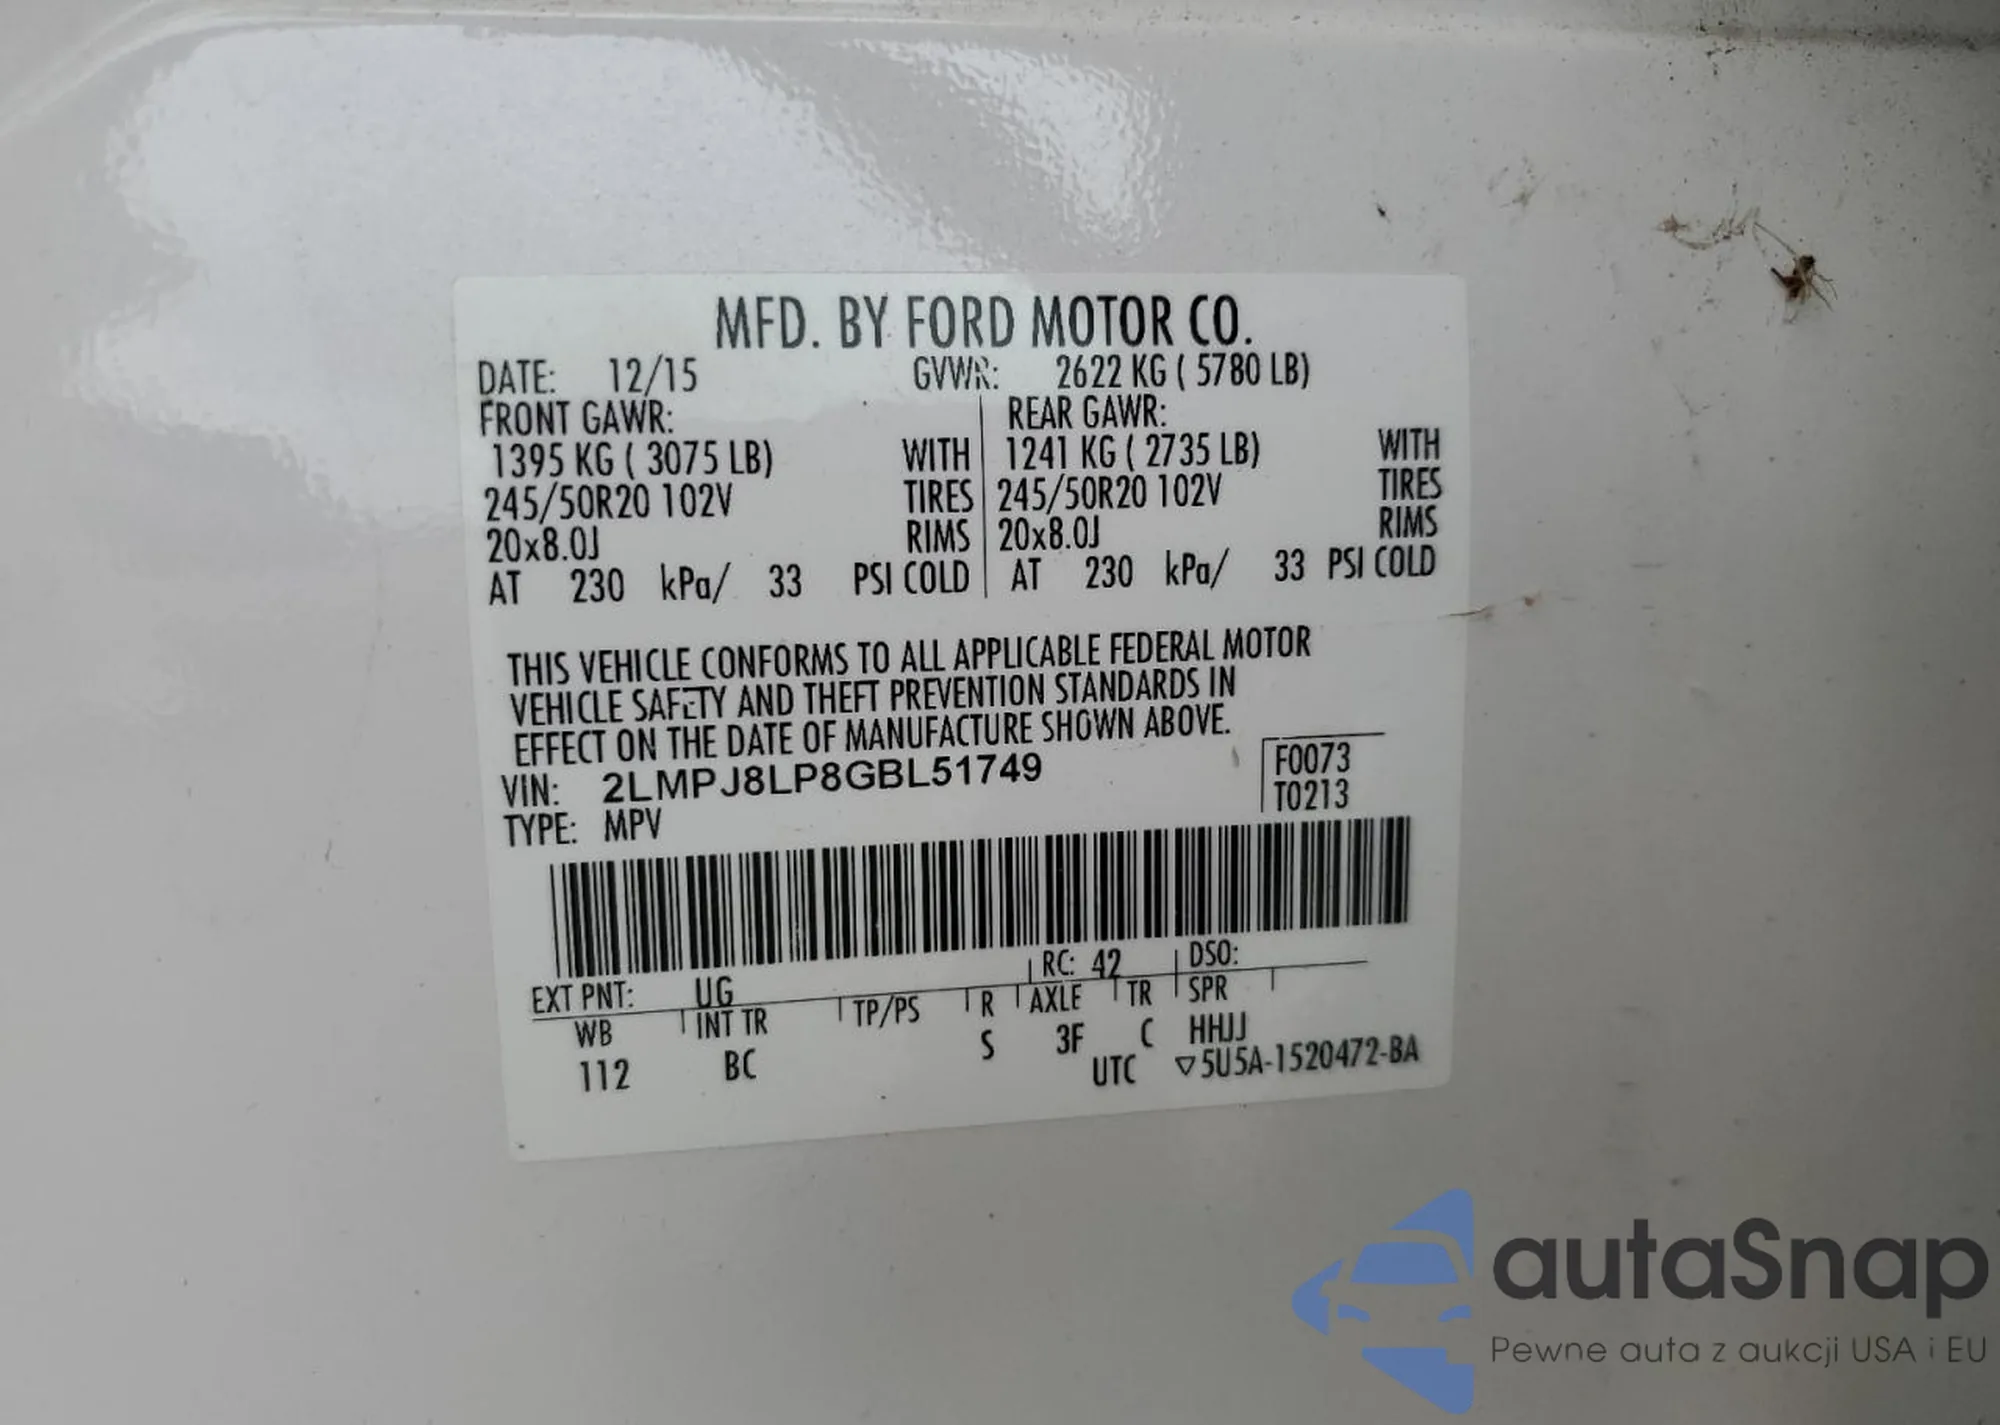 MFD. BY FORD MOTOR CO.
DATE: 12/15 GVWR: 2622 KG ( 5780 LB)
FRONT GAWR: REAR GAWR:
1395 KG ( 3075 LB) WITH 1241 KG ( 2735 LB) WITH
245/50R20 102V TIRES 245/50R20 102V TIRES
20x8.0J RIMS 20x8.0J RIMS
AT 230 kPa/ 33 PSI COLD AT 230 kPa/ 33 PSI COLD
THIS VEHICLE CONFORMS TO ALL APPLICABLE FEDERAL MOTOR
VEHICLE SAFETY AND THEFT PREVENTION STANDARDS IN
EFFECT ON THE DATE OF MANUFACTURE SHOWN ABOVE.
VIN: 2LMPJ8LP8GBL51749 F0073
TYPE: MPV T0213
RC: 42 DSO:
EXT PNT: UG
WB INT TR TP/PS R AXLE TR SPR
112 BC S 3F C HHJJ
UTC ▽5U5A-1520472-BA
autaSnap
Pewne auta z aukcji USA i EU